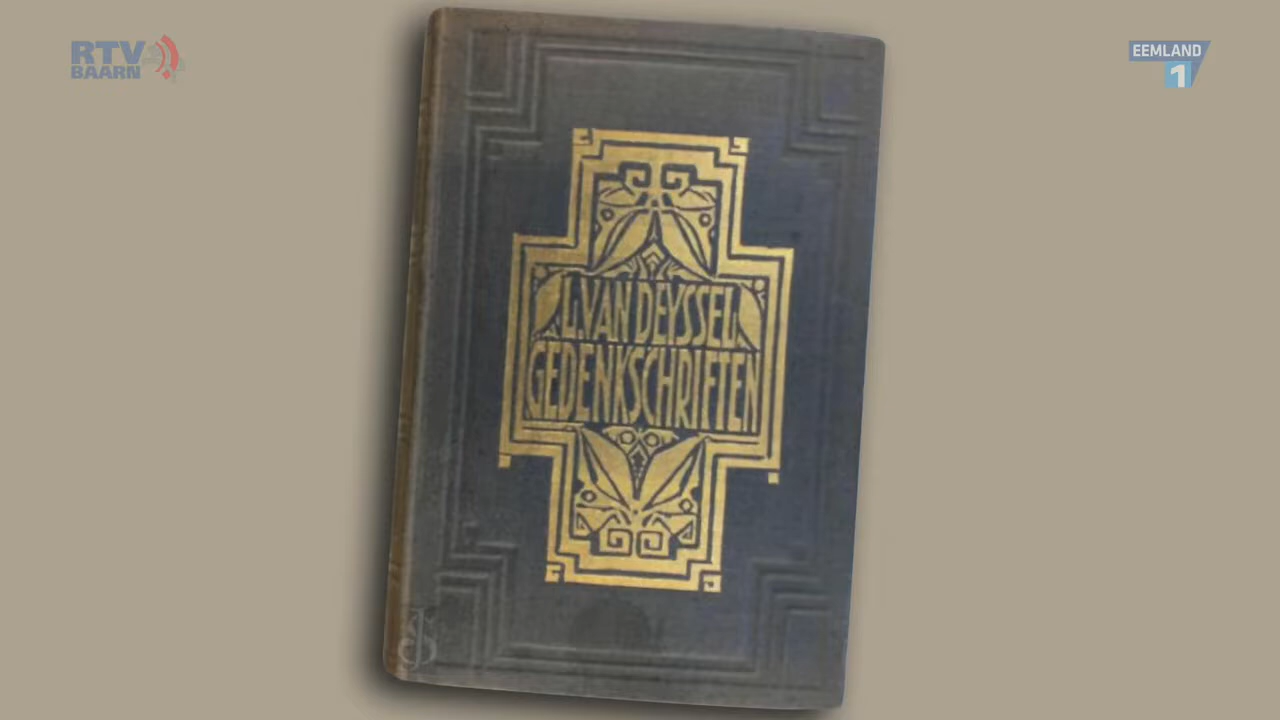 RTV
BAARN
EEMLAND
1
L. VAN DEYSSEL
GEDENKSCHRIFTEN